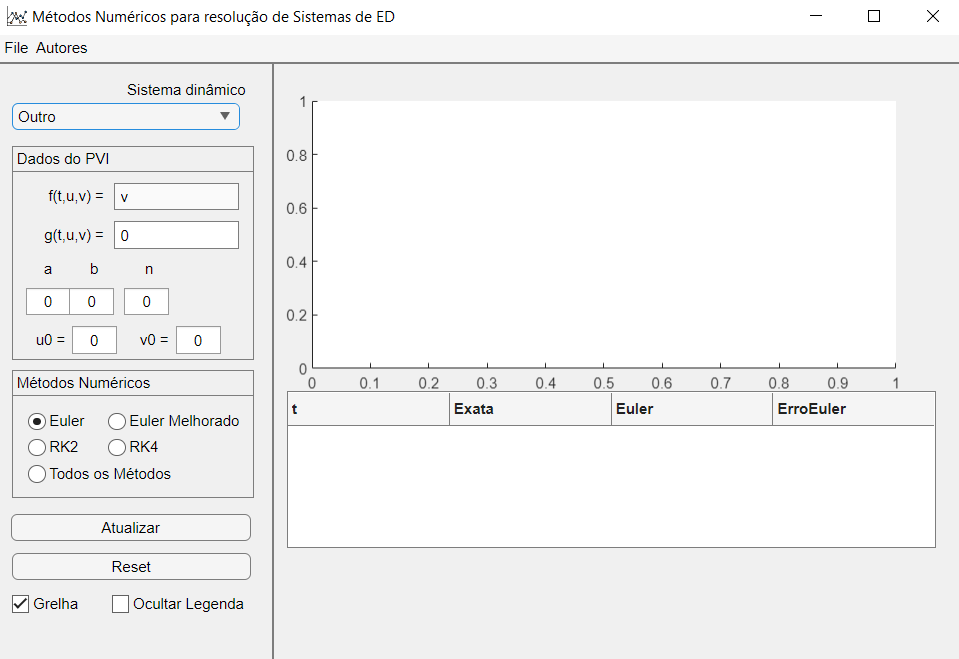 Métodos Numéricos para resolução de Sistemas de ED
File Autores
Sistema dinâmico
Outro
Dados do PVI
f(t,u,v) = v
g(t,u,v) = 0
a b n
0 0 0
u0 = 0 v0 = 0
Métodos Numéricos
Euler Euler Melhorado
RK2 RK4
Todos os Métodos
Atualizar
Reset
Grelha Ocultar Legenda
1
0.8
0.6
0.4
0.2
0
0 0.1 0.2 0.3 0.4 0.5 0.6 0.7 0.8 0.9 1
t Exata Euler ErroEuler